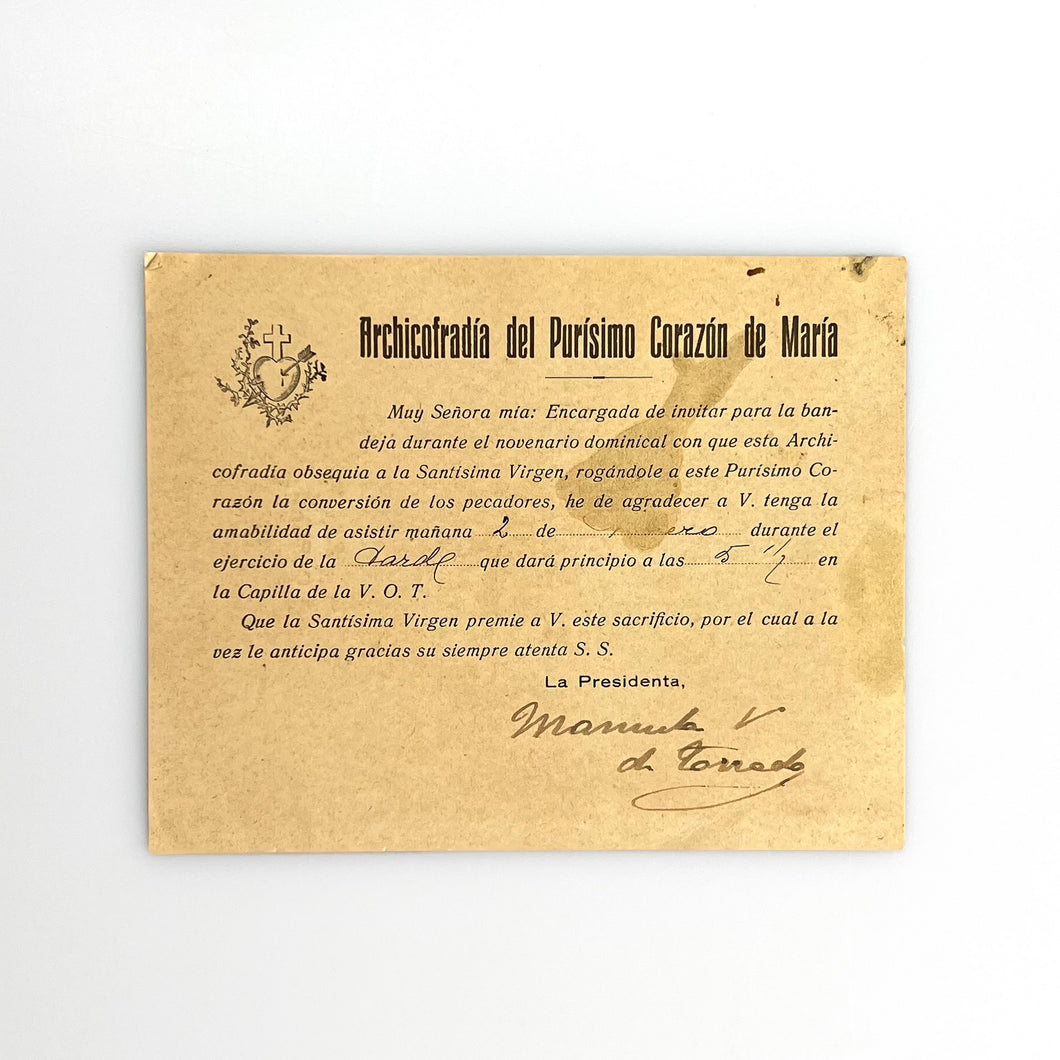 Archicofradía del Purísimo Corazón de María
Muy Señora mía: Encargada de invitar para la ban-
deja durante el novenario dominical con que esta Archi-
cofradía obsequia a la Santísima Virgen, rogándole a este Purísimo Co-
razón la conversión de los pecadores, he de agradecer a V. tenga la
amabilidad de asistir mañana 2 de durante el
ejercicio de la tarde que dará principio a las 5 1/2 en
la Capilla de la V. O. T.
Que la Santísima Virgen premie a V. este sacrificio, por el cual a la
vez le anticipa gracias su siempre atenta S. S.
La Presidenta,
Manuela V
de Torrado